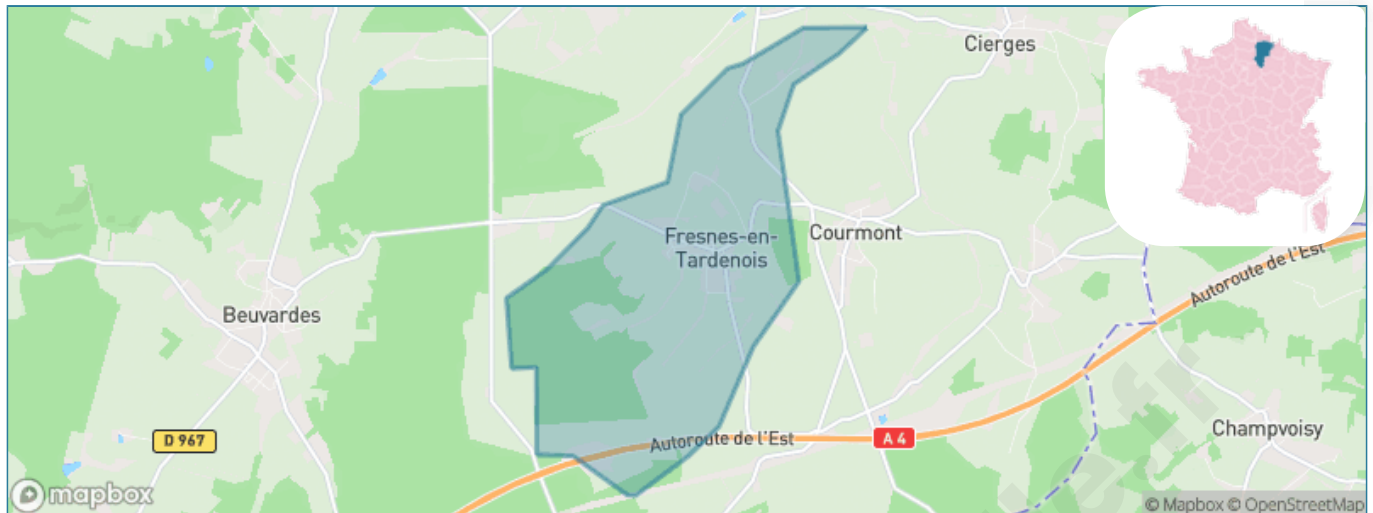 Cierges
Fresnes-en-
Tardenois
Courmont
Autoroute de l'Est
Beuvardes
D 967
Autoroute de l'Est
A 4
Champvoisy
mapbox
© Mapbox © OpenStreetMap